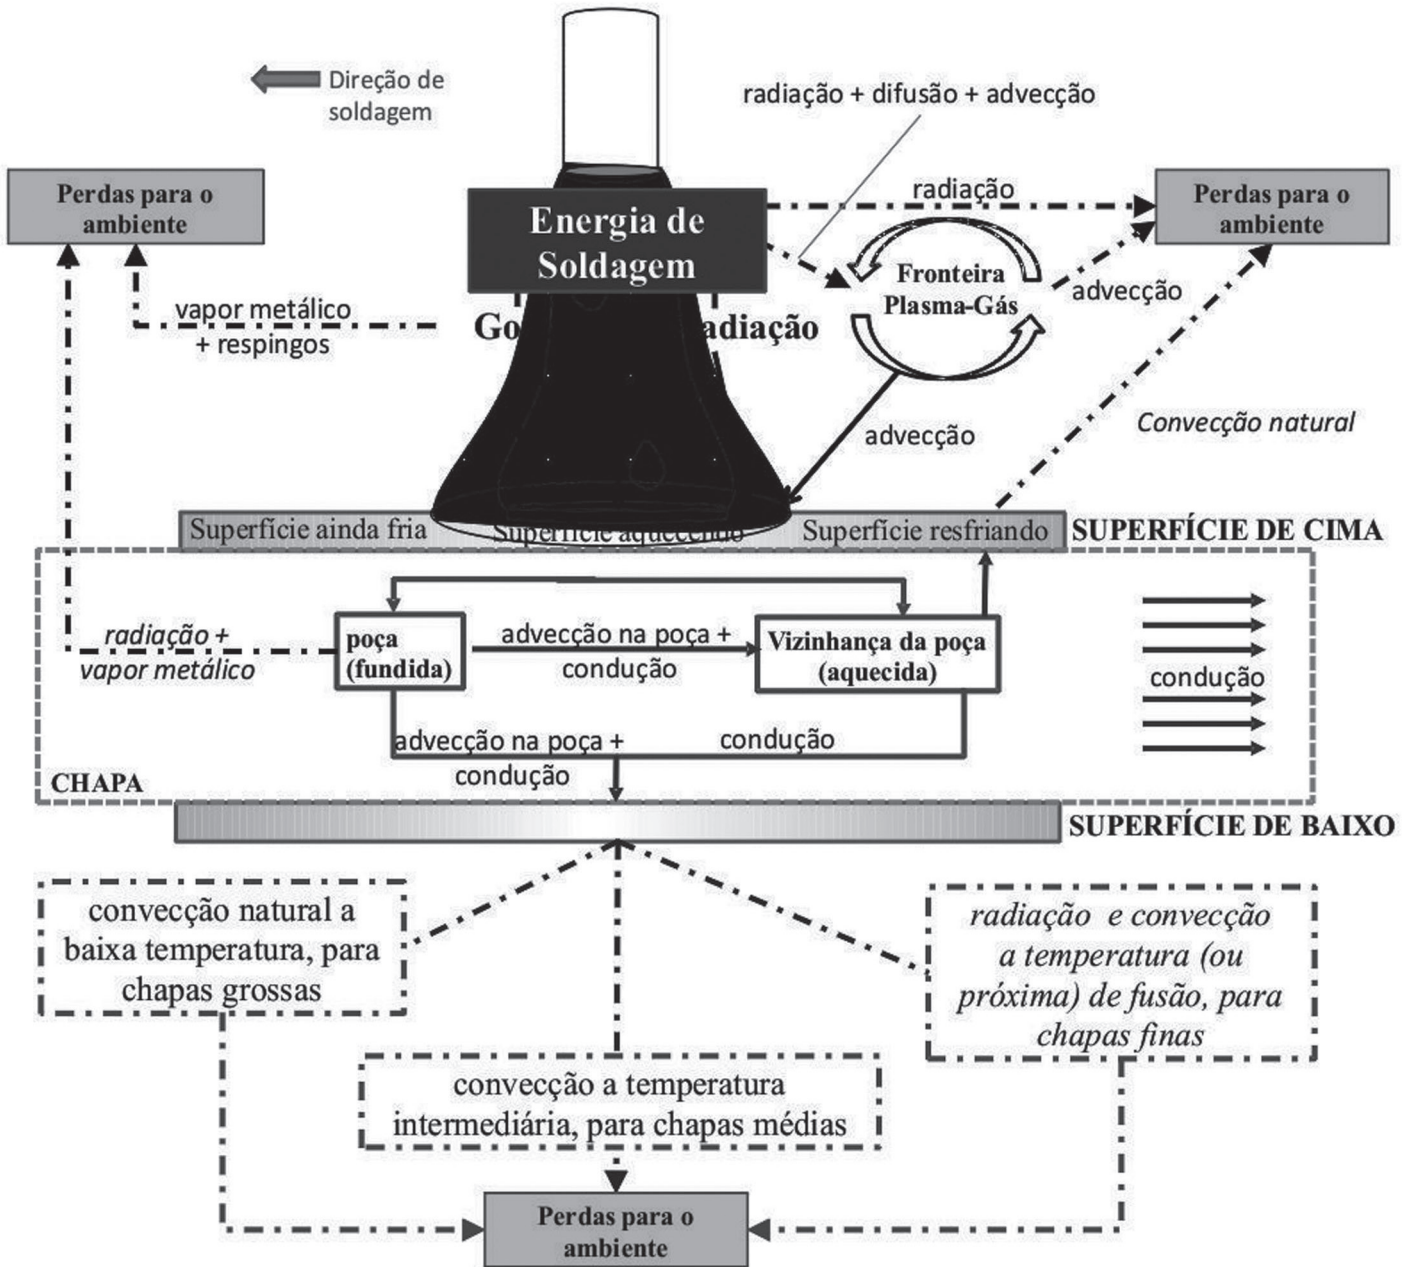 Direção de
soldagem
radiação + difusão + advecção
Perdas para o
ambiente
Energia de
Soldagem
radiação
Perdas para o
ambiente
Fronteira
Plasma-Gás
advecção
vapor metálico
+ respingos
Go
adiação
advecção
Convecção natural
Superfície ainda fria
Superfície aquecendo
Superfície resfriando
SUPERFÍCIE DE CIMA
radiação +
vapor metálico
poça
(fundida)
advecção na poça +
condução
Vizinhança da poça
(aquecida)
condução
advecção na poça +
condução
condução
CHAPA
SUPERFÍCIE DE BAIXO
convecção natural a
baixa temperatura, para
chapas grossas
radiação e convecção
a temperatura (ou
próxima) de fusão, para
chapas finas
convecção a temperatura
intermediária, para chapas médias
Perdas para o
ambiente